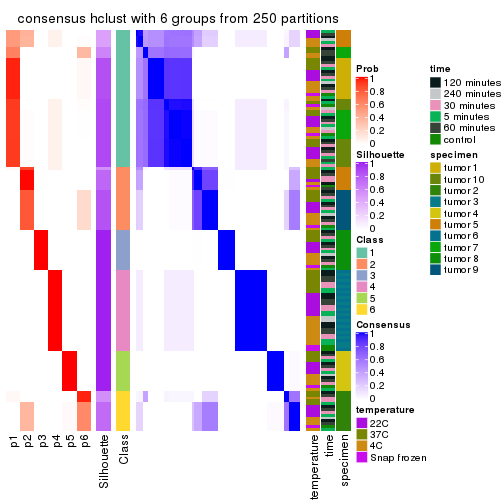 consensus hclust with 6 groups from 250 partitions
Prob
1
0.8
0.6
0.4
0.2
0
Silhouette
1
0.8
0.6
0.4
0.2
0
Class
1
2
3
4
5
6
Consensus
1
0.8
0.6
0.4
0.2
0
temperature
22C
37C
4C
Snap frozen
time
120 minutes
240 minutes
30 minutes
5 minutes
60 minutes
control
specimen
tumor 1
tumor 10
tumor 2
tumor 3
tumor 4
tumor 5
tumor 6
tumor 7
tumor 8
tumor 9
p1
p2
p3
p4
p5
p6
Silhouette
Class
temperature
time
specimen